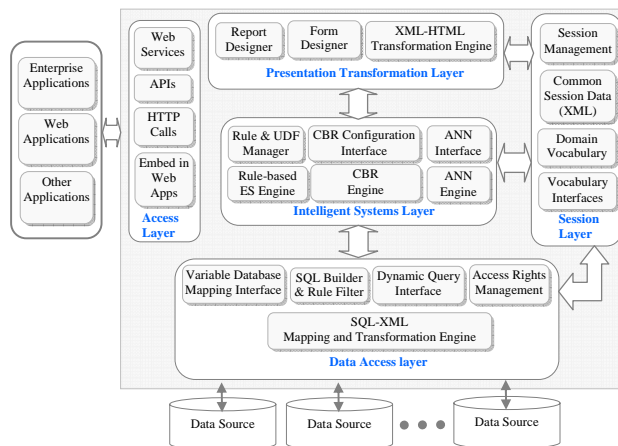 Enterprise
Applications
Web
Applications
Other
Applications
Web
Services
APIs
HTTP
Calls
Embed in
Web
Apps
Access
Layer
Report
Designer
Form
Designer
XML-HTML
Transformation Engine
Presentation Transformation Layer
Rule & UDF
Manager
CBR Configuration
Interface
ANN
Interface
Rule-based
ES Engine
CBR
Engine
ANN
Engine
Intelligent Systems Layer
Session
Management
Common
Session Data
(XML)
Domain
Vocabulary
Vocabulary
Interfaces
Session
Layer
Variable Database
Mapping Interface
SQL Builder
& Rule Filter
Dynamic Query
Interface
Access Rights
Management
SQL-XML
Mapping and Transformation Engine
Data Access layer
Data Source
Data Source
Data Source